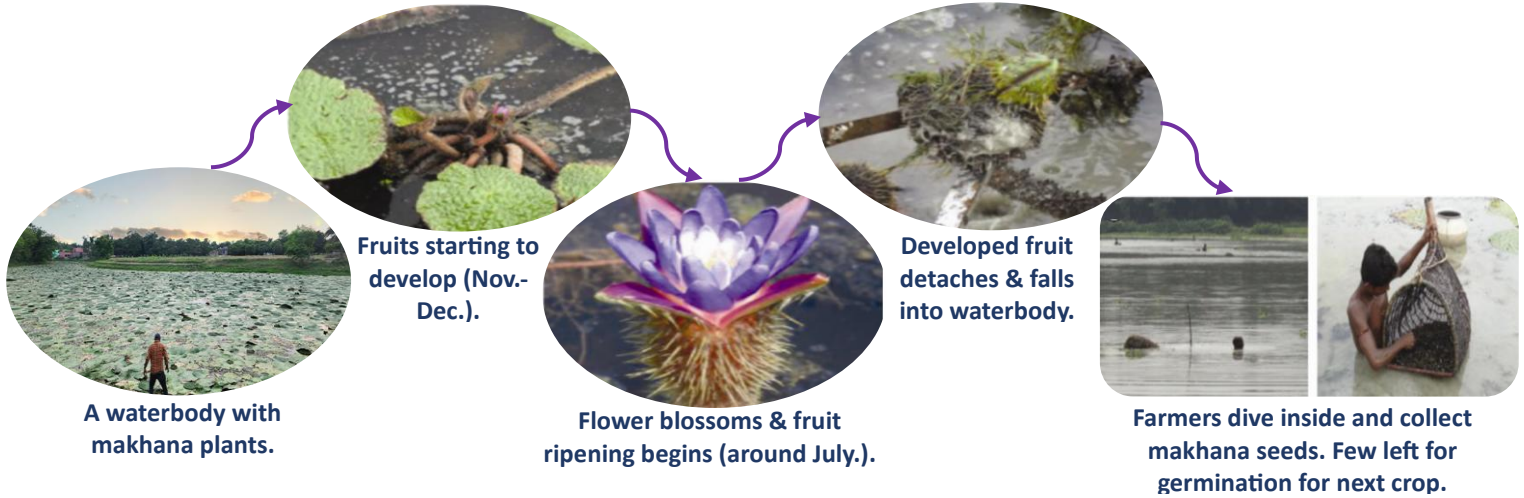 A waterbody with
makhana plants.
Fruits starting to
develop (Nov.-
Dec.).
Flower blossoms & fruit
ripening begins (around July.).
Developed fruit
detaches & falls
into waterbody.
Farmers dive inside and collect
makhana seeds. Few left for
germination for next crop.